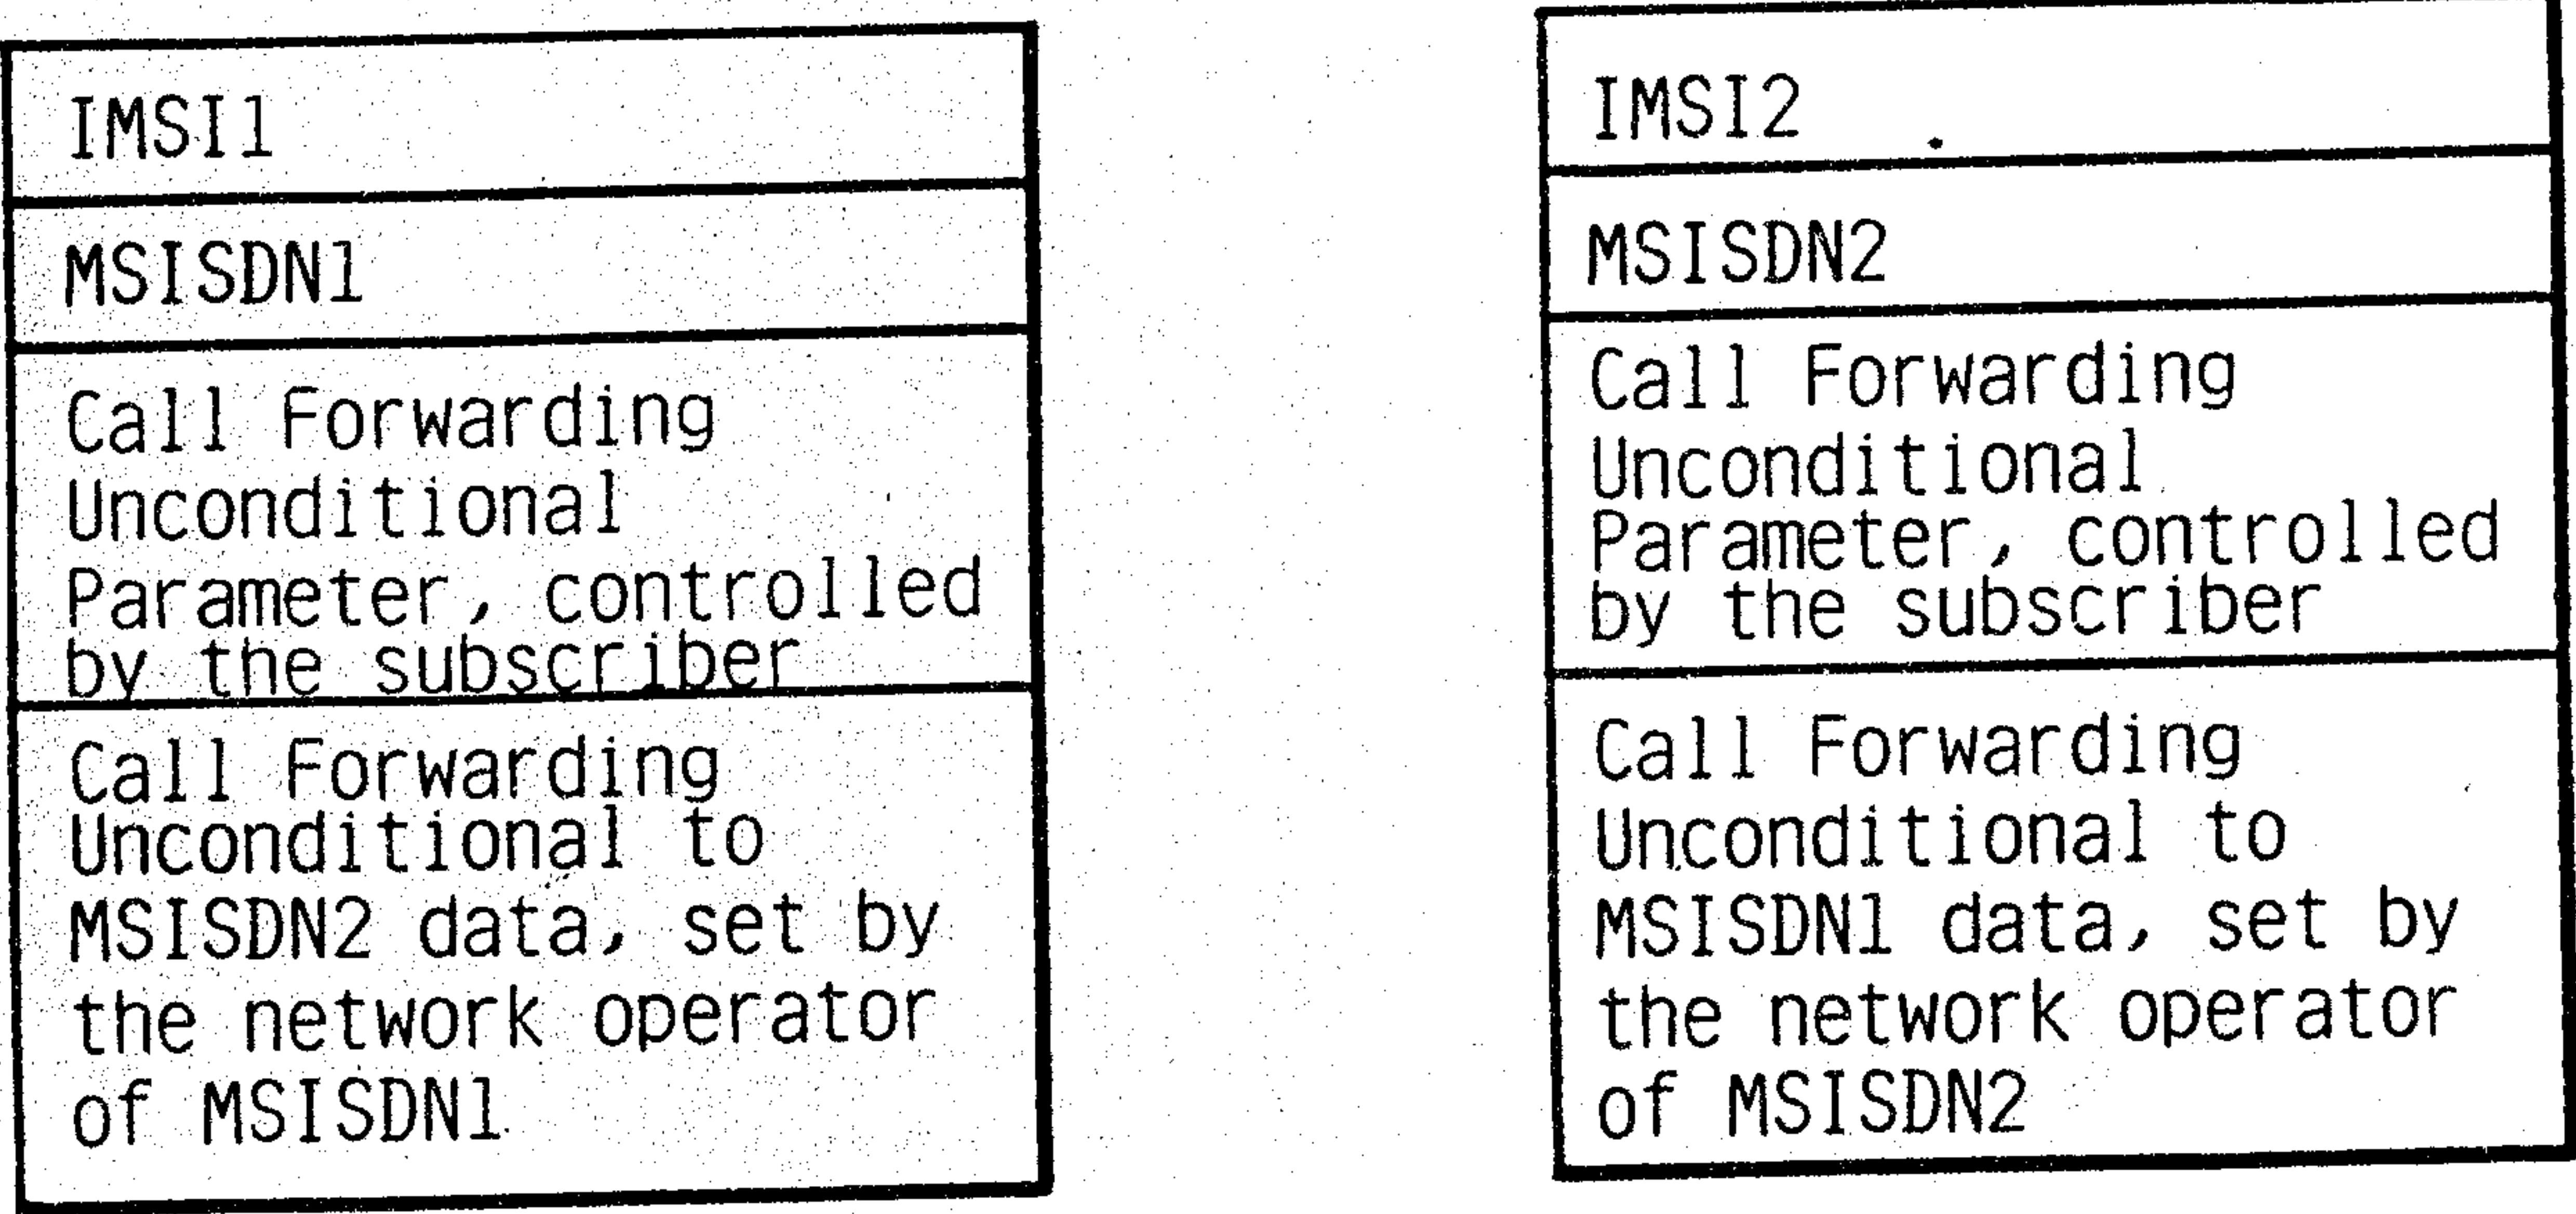 IMSI1
MSISDN1
Call Forwarding
Unconditional
Parameter, controlled
by the subscriber
Call Forwarding
Unconditional to
MSISDN2 data, set by
the network operator
of MSISDN1
IMSI2
MSISDN2
Call Forwarding
Unconditional
Parameter, controlled
by the subscriber
Call Forwarding
Unconditional to
MSISDN1 data, set by
the network operator
of MSISDN2